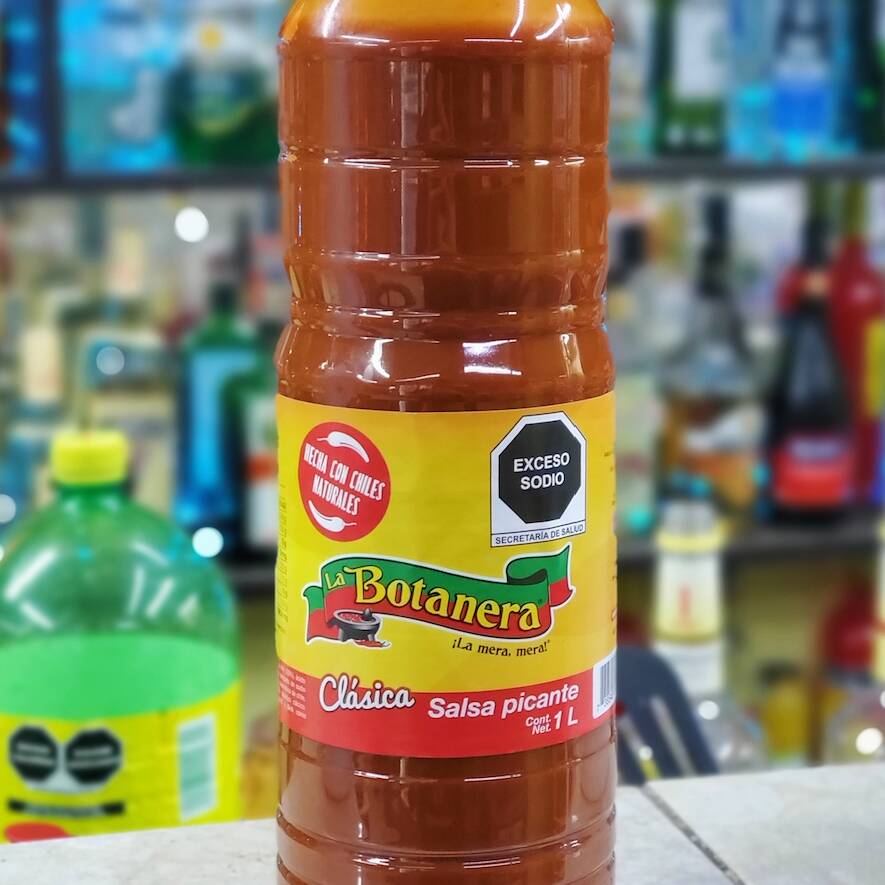 HECHA CON CHILES
NATURALES
EXCESO
SODIO
SECRETARÍA DE SALUD
La Botanera
¡La mera, mera!
Clásica
Salsa picante
Cont.
Net. 1 L